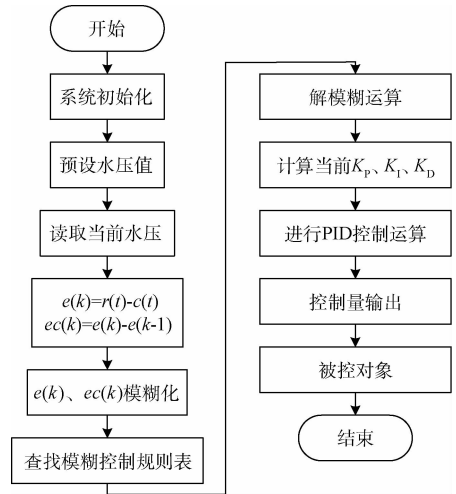 开始
系统初始化
预设水压值
读取当前水压
e(k)=r(t)-c(t)
ec(k)=e(k)-e(k-1)
e(k)、ec(k)模糊化
查找模糊控制规则表
解模糊运算
计算当前KP、KI、KD
进行PID控制运算
控制量输出
被控对象
结束